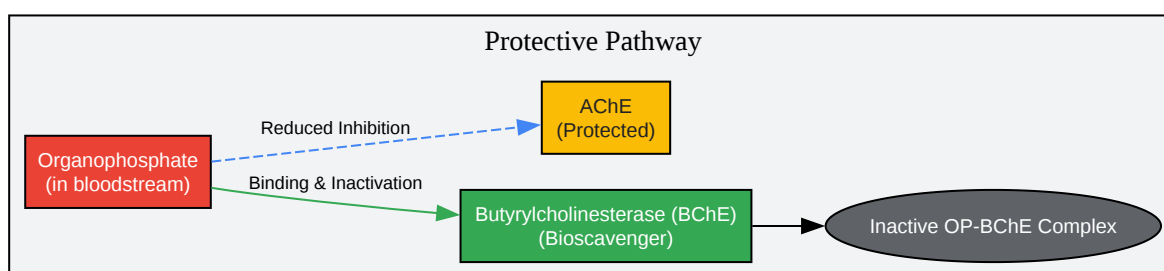 Protective Pathway
AChE
(Protected)
Reduced Inhibition
Organophosphate
(in bloodstream)
Binding & Inactivation
Butyrylcholinesterase (BChE)
(Bioscavenger)
Inactive OP-BChE Complex